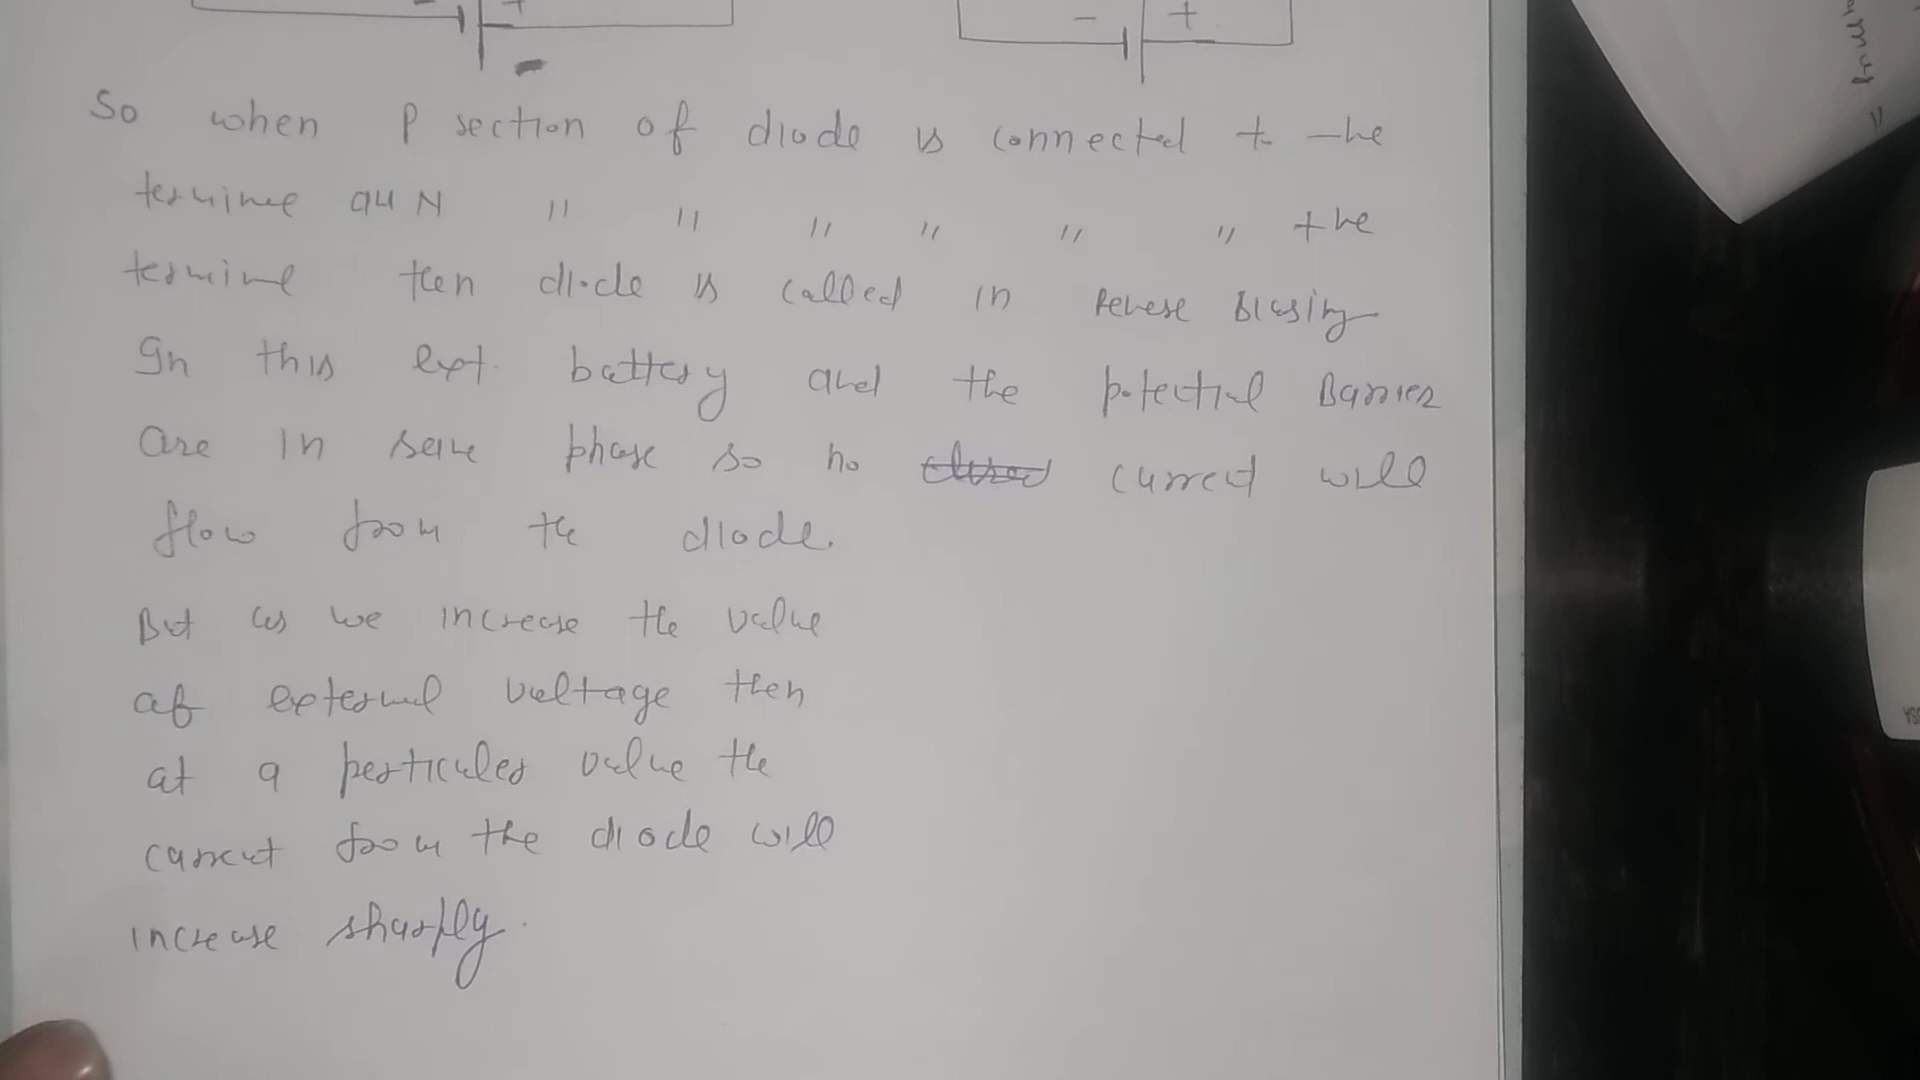 - +
- +
-
So when P section of diode is connected to -ve
terminal and N " " " " " " +ve
terminal then diode is called in reverse Biasing
In this ext. battery and the potential Barrier
are in same phase so no current will
flow from the diode.
But as we increase the value
of external voltage then
at a perticuler value the
current from the diode will
increase sharply.